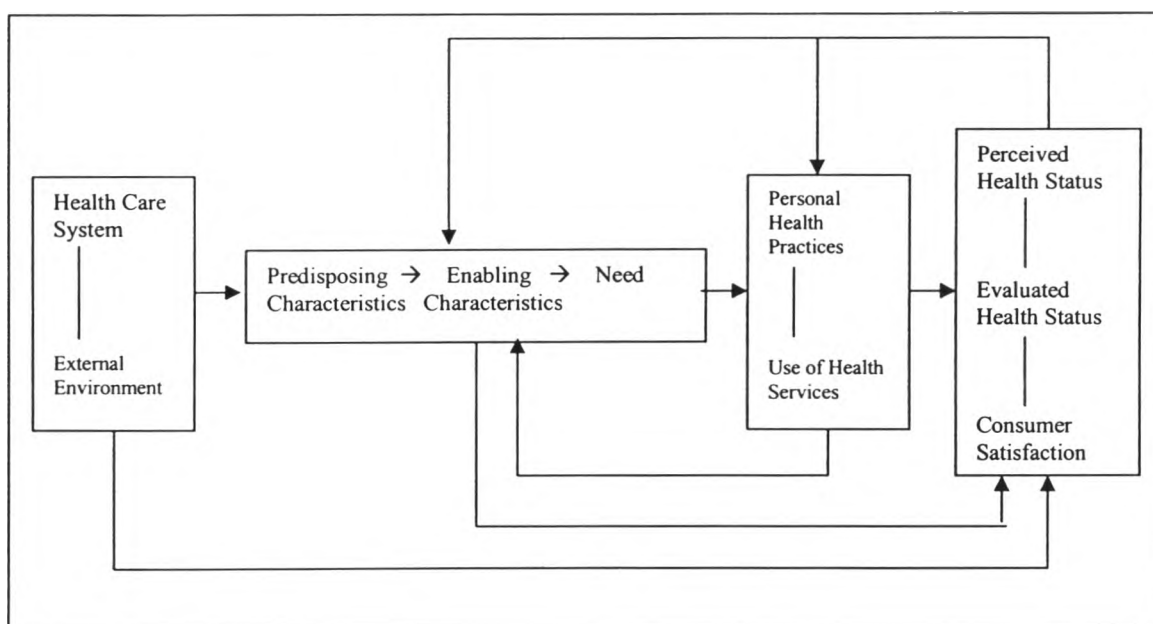 Health Care
System
External
Environment
Predisposing → Enabling → Need
Characteristics Characteristics
Personal
Health
Practices
Use of Health
Services
Perceived
Health Status
Evaluated
Health Status
Consumer
Satisfaction